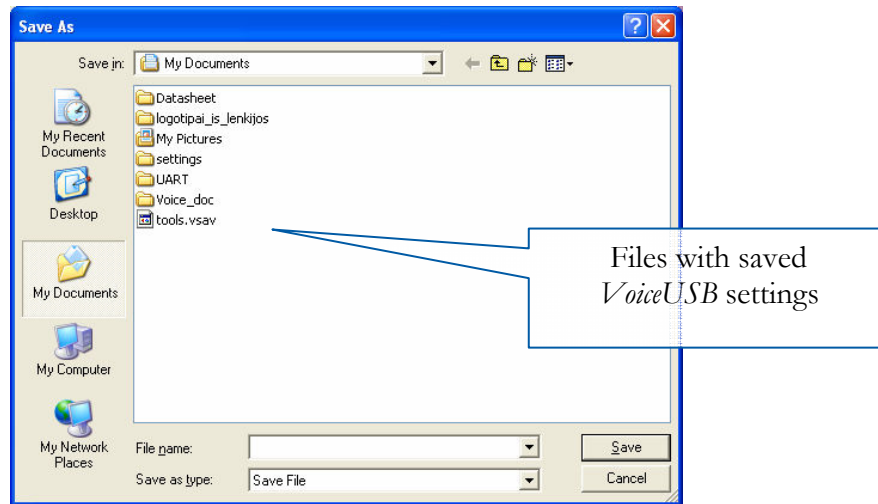 Save As
Save in: My Documents
My Recent
Documents
Desktop
My Documents
My Computer
My Network
Places
Datasheet
logotipai_is_lenkijos
My Pictures
settings
UART
Voice_doc
tools.vsav
Files with saved
VoiceUSB settings
File name:
Save
Save as type: Save File
Cancel